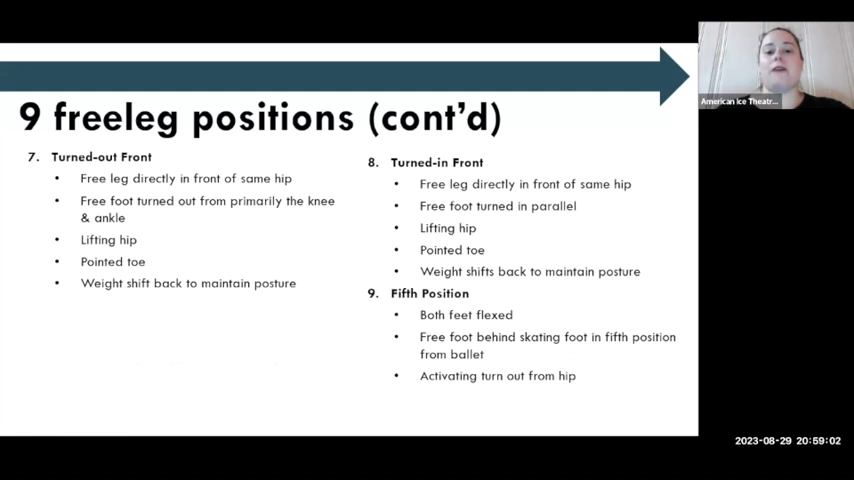 9 freeleg positions (cont'd)
7. Turned-out Front
• Free leg directly in front of same hip
• Free foot turned out from primarily the knee
& ankle
• Lifting hip
• Pointed toe
• Weight shift back to maintain posture
8. Turned-in Front
• Free leg directly in front of same hip
• Free foot turned in parallel
• Lifting hip
• Pointed toe
• Weight shifts back to maintain posture
9. Fifth Position
• Both feet flexed
• Free foot behind skating foot in fifth position
from ballet
• Activating turn out from hip
American Ice Theatr...
2023-08-29 20:59:02